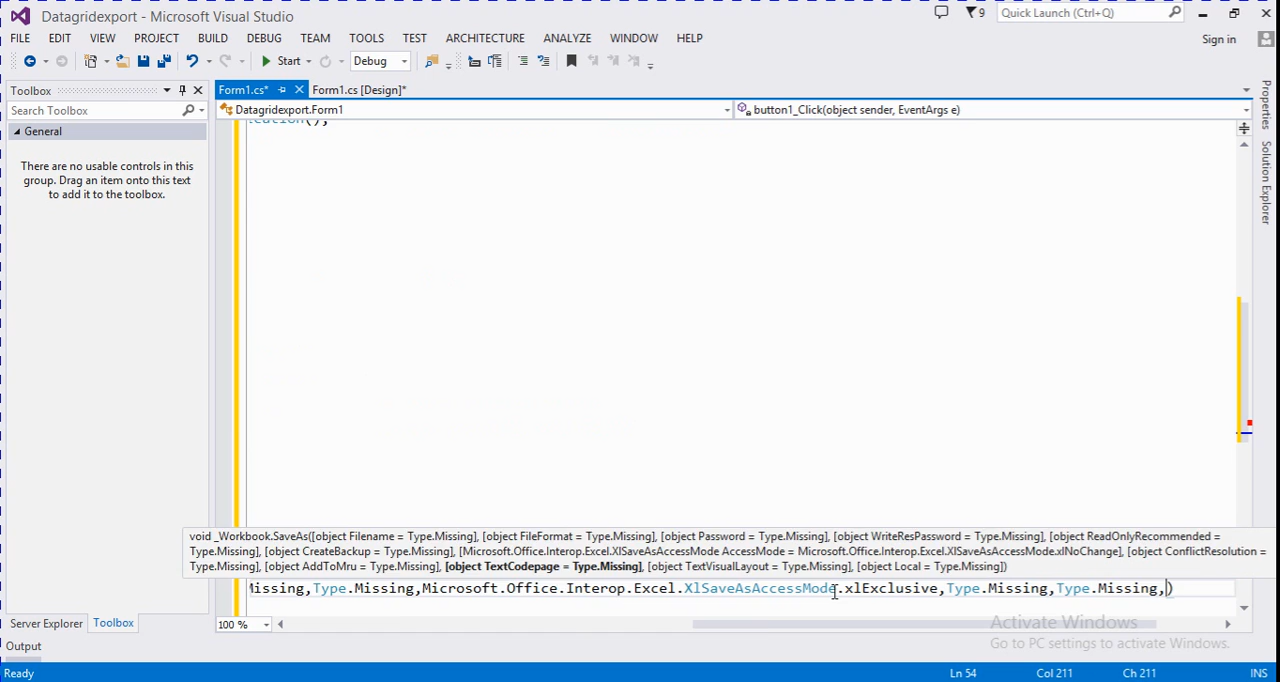 Datagridexport - Microsoft Visual Studio
9
Quick Launch (Ctrl+Q)
FILE EDIT VIEW PROJECT BUILD DEBUG TEAM TOOLS TEST ARCHITECTURE ANALYZE WINDOW HELP
Sign in
Start Debug
Toolbox
Form1.cs* Form1.cs [Design]*
Search Toolbox
Datagridexport.Form1 button1_Click(object sender, EventArgs e)
General
There are no usable controls in this
group. Drag an item onto this text
to add it to the toolbox.
Properties
Solution Explorer
void _Workbook.SaveAs([object Filename = Type.Missing], [object FileFormat = Type.Missing], [object Password = Type.Missing], [object WriteResPassword = Type.Missing], [object ReadOnlyRecommended =
Type.Missing], [object CreateBackup = Type.Missing], [Microsoft.Office.Interop.Excel.XlSaveAsAccessMode AccessMode = Microsoft.Office.Interop.Excel.XlSaveAsAccessMode.xlNoChange], [object ConflictResolution =
Type.Missing], [object AddToMru = Type.Missing], [object TextCodepage = Type.Missing], [object TextVisualLayout = Type.Missing], [object Local = Type.Missing])
Missing,Type.Missing,Microsoft.Office.Interop.Excel.XlSaveAsAccessMode.xlExclusive,Type.Missing,Type.Missing,)
100 %
Server Explorer Toolbox
Activate Windows
Go to PC settings to activate Windows.
Output
Ready Ln 54 Col 211 Ch 211 INS